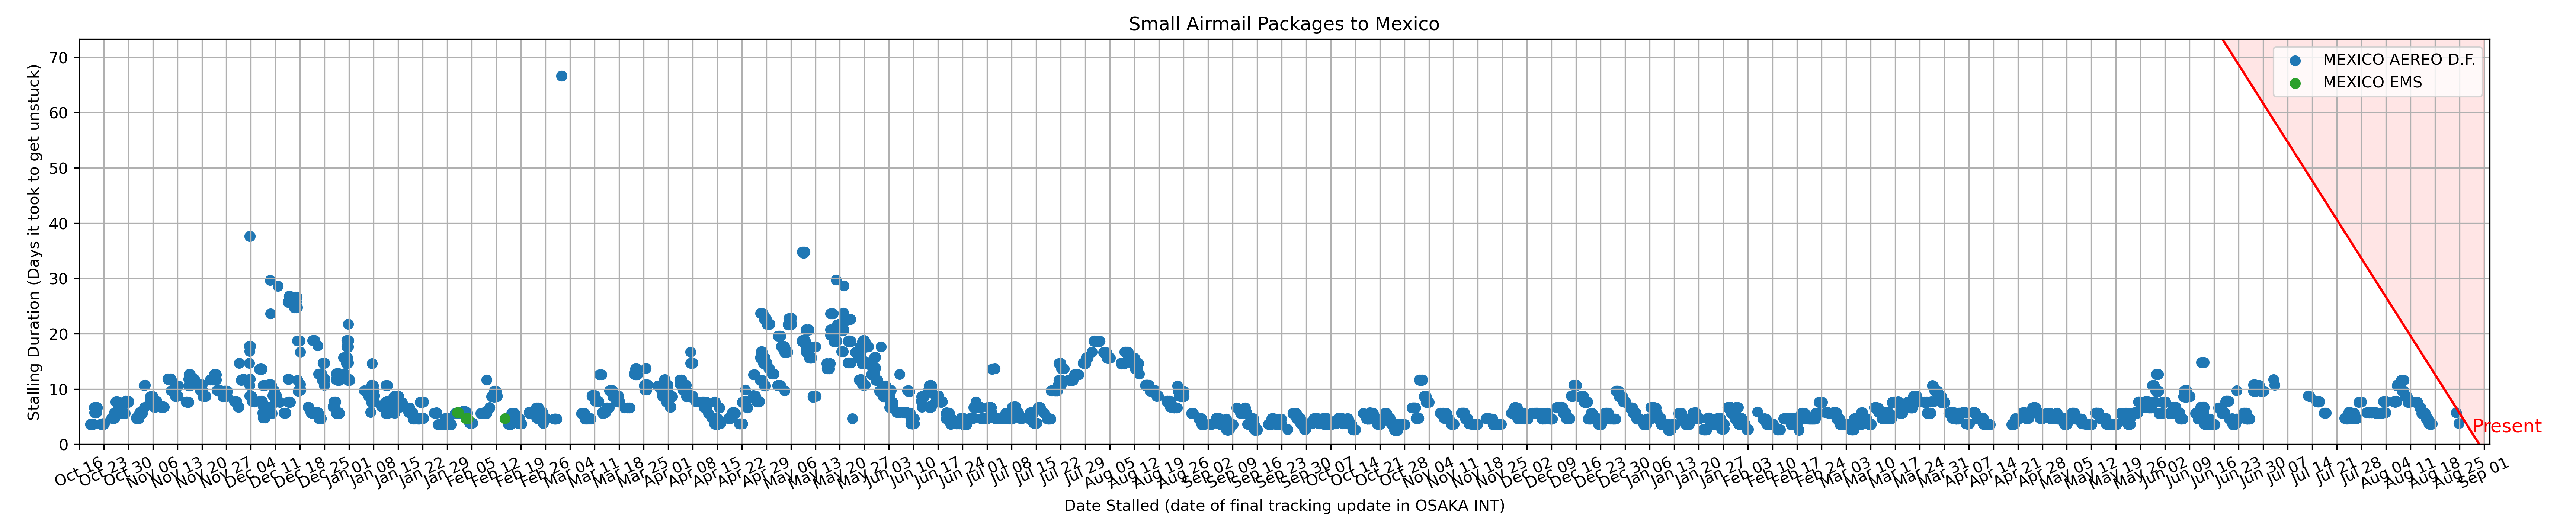 Small Airmail Packages to Mexico
MEXICO AEREO D.F.
MEXICO EMS
Present
Stalling Duration (Days it took to get unstuck)
70
60
50
40
30
20
10
0
Oct 16
Oct 23
Oct 30
Nov 06
Nov 13
Nov 20
Nov 27
Dec 04
Dec 11
Dec 18
Dec 25
Jan 01
Jan 08
Jan 15
Jan 22
Jan 29
Feb 05
Feb 12
Feb 19
Feb 26
Mar 04
Mar 11
Mar 18
Mar 25
Apr 01
Apr 08
Apr 15
Apr 22
Apr 29
May 06
May 13
May 20
May 27
Jun 03
Jun 10
Jun 17
Jun 24
Jul 01
Jul 08
Jul 15
Jul 22
Jul 29
Aug 05
Aug 12
Aug 19
Aug 26
Sep 02
Sep 09
Sep 16
Sep 23
Sep 30
Oct 07
Oct 14
Oct 21
Oct 28
Nov 04
Nov 11
Nov 18
Nov 25
Dec 02
Dec 09
Dec 16
Dec 23
Dec 30
Jan 06
Jan 13
Jan 20
Jan 27
Feb 03
Feb 10
Feb 17
Feb 24
Mar 03
Mar 10
Mar 17
Mar 24
Mar 31
Apr 07
Apr 14
Apr 21
Apr 28
May 05
May 12
May 19
May 26
Jun 02
Jun 09
Jun 16
Jun 23
Jun 30
Jul 07
Jul 14
Jul 21
Jul 28
Aug 04
Aug 11
Aug 18
Aug 25
Sep 01
Date Stalled (date of final tracking update in OSAKA INT)